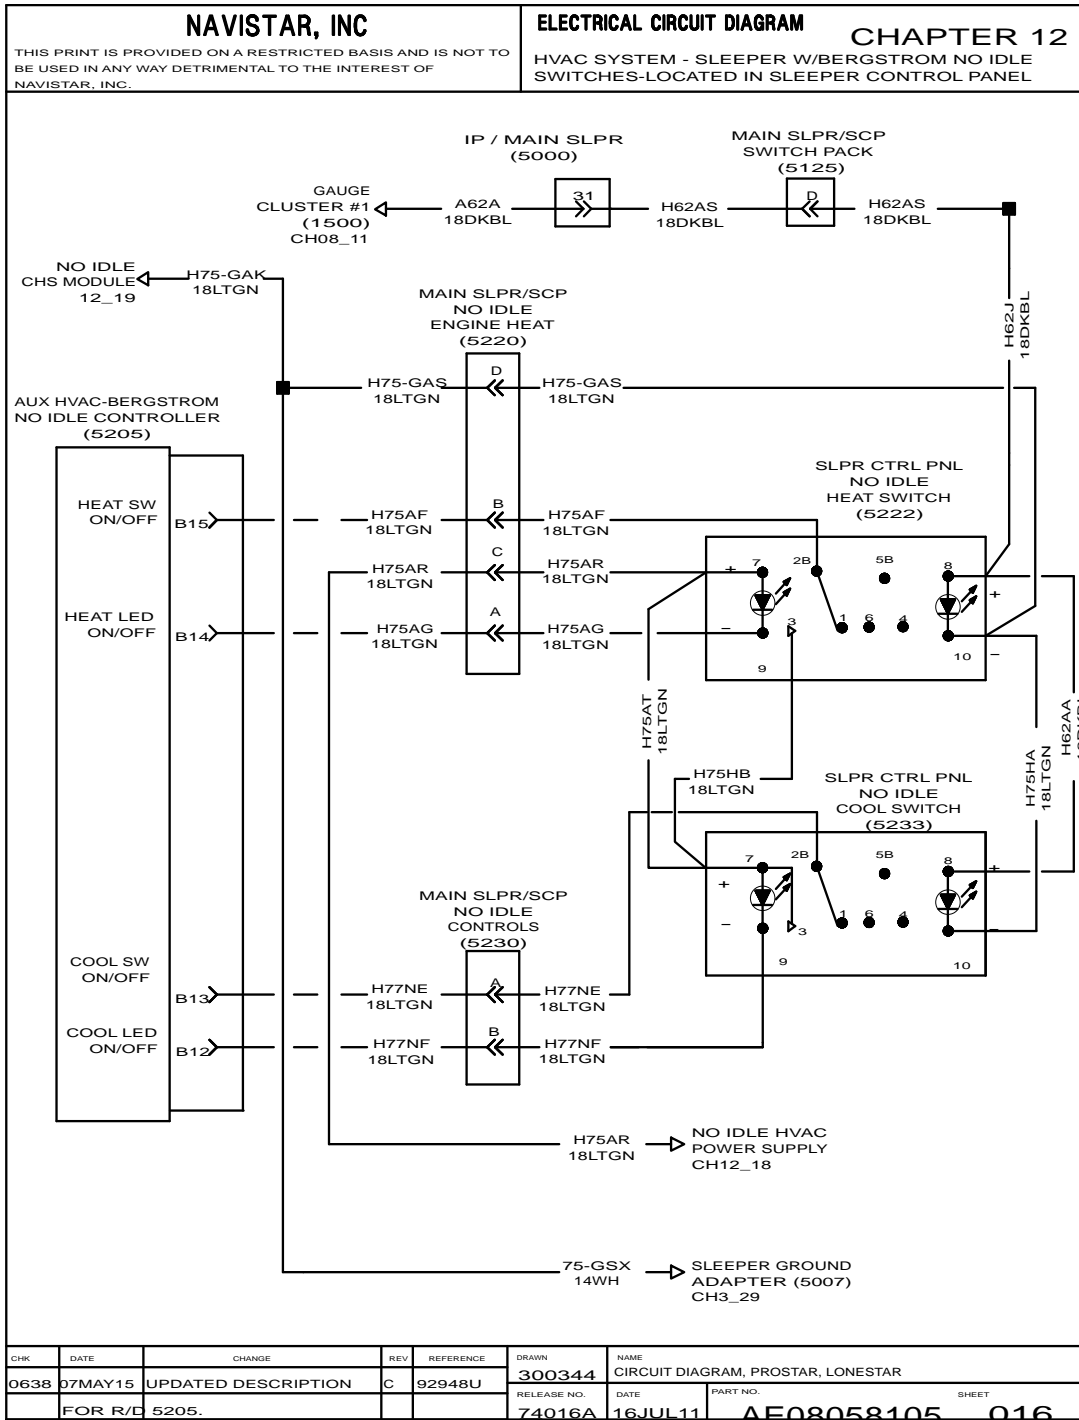 NAVISTAR, INC
THIS PRINT IS PROVIDED ON A RESTRICTED BASIS AND IS NOT TO
BE USED IN ANY WAY DETRIMENTAL TO THE INTEREST OF
NAVISTAR, INC.
ELECTRICAL CIRCUIT DIAGRAM
CHAPTER 12
HVAC SYSTEM - SLEEPER W/BERGSTROM NO IDLE
SWITCHES-LOCATED IN SLEEPER CONTROL PANEL
IP / MAIN SLPR
(5000)
MAIN SLPR/SCP
SWITCH PACK
(5125)
GAUGE
CLUSTER #1
(1500)
CH08_11
A62A
18DKBL
31
H62AS
18DKBL
D
H62AS
18DKBL
NO IDLE
CHS MODULE
12_19
H75-GAK
18LTGN
H62J
18DKBL
MAIN SLPR/SCP
NO IDLE
ENGINE HEAT
(5220)
H75-GAS
18LTGN
D
H75-GAS
18LTGN
AUX HVAC-BERGSTROM
NO IDLE CONTROLLER
(5205)
SLPR CTRL PNL
NO IDLE
HEAT SWITCH
(5222)
HEAT SW
ON/OFF
B15
H75AF
18LTGN
B
H75AF
18LTGN
H75AR
18LTGN
C
H75AR
18LTGN
HEAT LED
ON/OFF
B14
H75AG
18LTGN
A
H75AG
18LTGN
+ 7 2B 5B 8 +
– 3 1 6 4 –
9 10
H75AT
18LTGN
H75HB
18LTGN
H75HA
18LTGN
H62AA
SLPR CTRL PNL
NO IDLE
COOL SWITCH
(5233)
7 2B 5B 8 +
+ –
– 3 1 6 4
9 10
MAIN SLPR/SCP
NO IDLE
CONTROLS
(5230)
COOL SW
ON/OFF
B13
H77NE
18LTGN
A
H77NE
18LTGN
COOL LED
ON/OFF
B12
H77NF
18LTGN
B
H77NF
18LTGN
H75AR
18LTGN
NO IDLE HVAC
POWER SUPPLY
CH12_18
75-GSX
14WH
SLEEPER GROUND
ADAPTER (5007)
CH3_29
CHK DATE CHANGE REV REFERENCE
0638 07MAY15 UPDATED DESCRIPTION C 92948U
FOR R/D 5205.
DRAWN
300344
NAME
CIRCUIT DIAGRAM, PROSTAR, LONESTAR
RELEASE NO.
74016A
DATE
16JUL11
PART NO.
AE08058105
SHEET
016